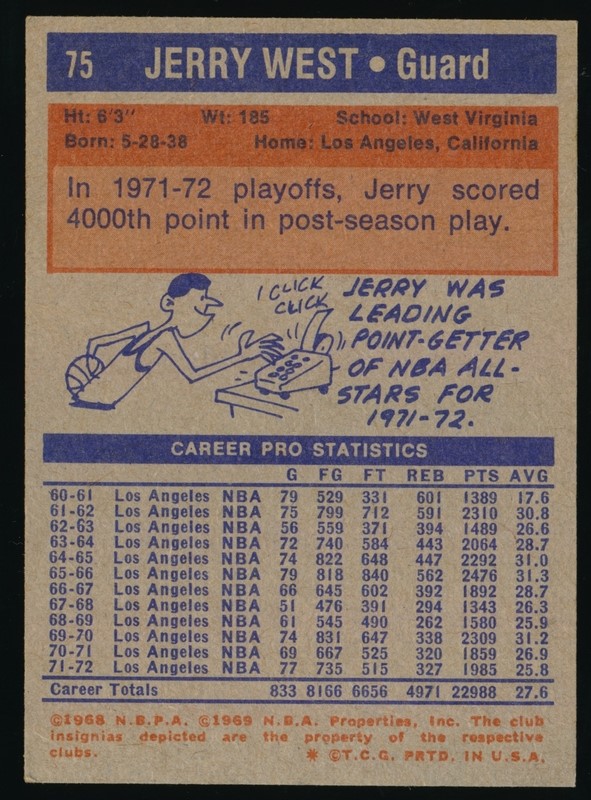 75 JERRY WEST • Guard
Ht: 6'3" Wt: 185 School: West Virginia
Born: 5-28-38 Home: Los Angeles, California
In 1971-72 playoffs, Jerry scored
4000th point in post-season play.
CLICK
CLICK
JERRY WAS
LEADING
POINT-GETTER
OF NBA ALL-
STARS FOR
1971-72.
CAREER PRO STATISTICS
G FG FT REB PTS AVG
60-61 Los Angeles NBA 79 529 331 601 1389 17.6
61-62 Los Angeles NBA 75 799 712 591 2310 30.8
62-63 Los Angeles NBA 56 559 371 394 1489 26.6
63-64 Los Angeles NBA 72 740 584 443 2064 28.7
64-65 Los Angeles NBA 74 822 648 447 2292 31.0
65-66 Los Angeles NBA 79 818 840 562 2476 31.3
66-67 Los Angeles NBA 66 645 602 392 1892 28.7
67-68 Los Angeles NBA 51 476 391 294 1343 26.3
68-69 Los Angeles NBA 61 545 490 262 1580 25.9
69-70 Los Angeles NBA 74 831 647 338 2309 31.2
70-71 Los Angeles NBA 69 667 525 320 1859 26.9
71-72 Los Angeles NBA 77 735 515 327 1985 25.8
Career Totals 833 8166 6656 4971 22988 27.6
©1968 N.B.P.A. ©1969 N.B.A. Properties, Inc. The club
insignias depicted are the property of the respective
clubs. * ©T.C.G. PRTD. IN U.S.A.